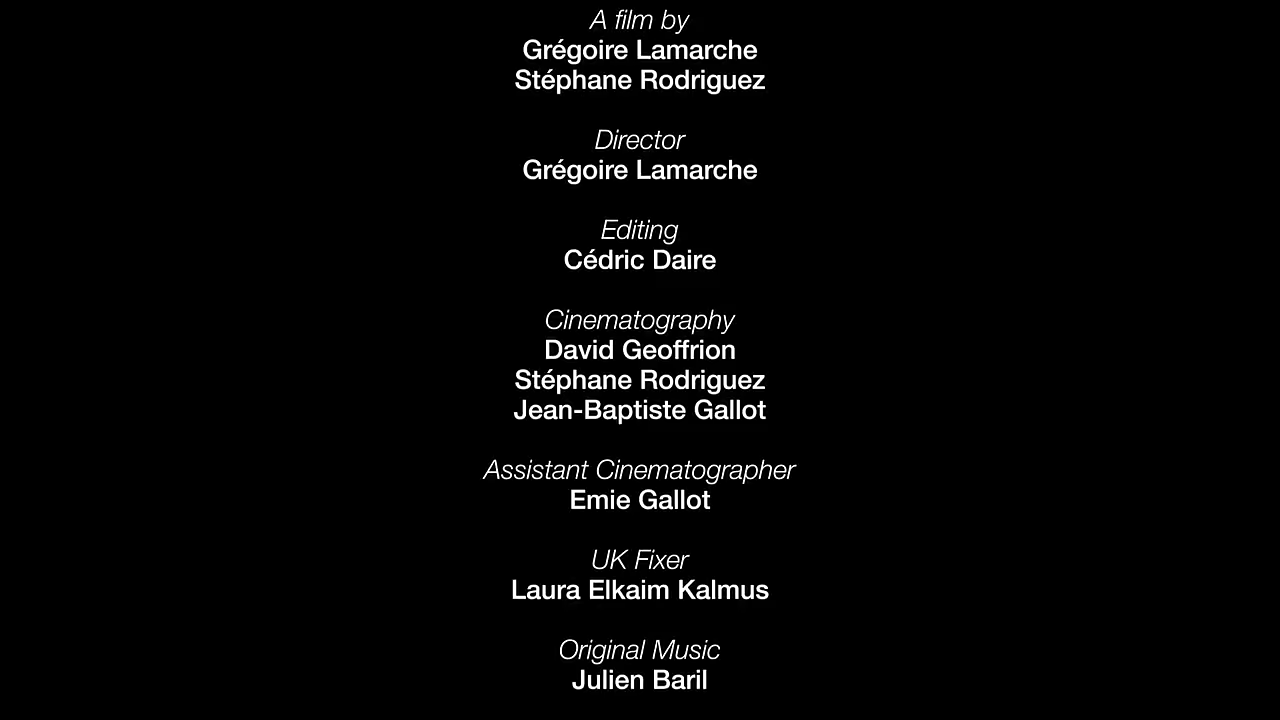 A film by
Grégoire Lamarche
Stéphane Rodriguez
Director
Grégoire Lamarche
Editing
Cédric Daire
Cinematography
David Geoffrion
Stéphane Rodriguez
Jean-Baptiste Gallot
Assistant Cinematographer
Emie Gallot
UK Fixer
Laura Elkaim Kalmus
Original Music
Julien Baril